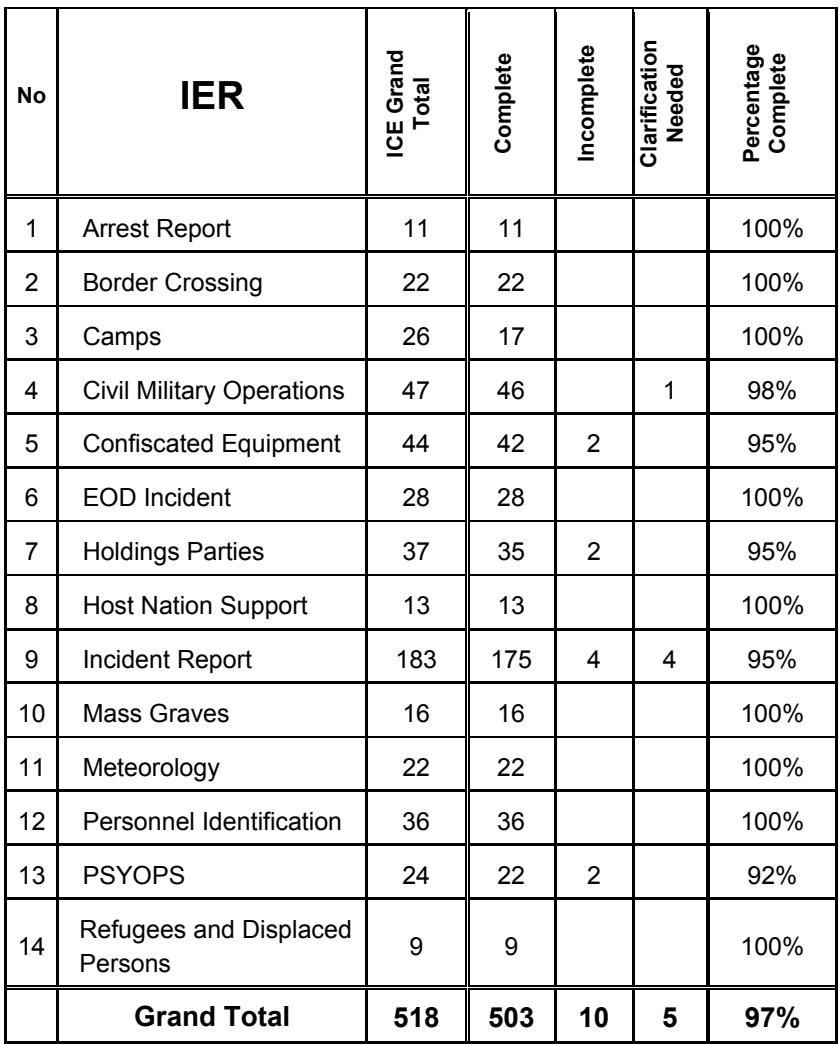 No IER ICE Grand Total Complete Incomplete Clarification Needed Percentage Complete
1 Arrest Report 11 11 100%
2 Border Crossing 22 22 100%
3 Camps 26 17 100%
4 Civil Military Operations 47 46 1 98%
5 Confiscated Equipment 44 42 2 95%
6 EOD Incident 28 28 100%
7 Holdings Parties 37 35 2 95%
8 Host Nation Support 13 13 100%
9 Incident Report 183 175 4 4 95%
10 Mass Graves 16 16 100%
11 Meteorology 22 22 100%
12 Personnel Identification 36 36 100%
13 PSYOPS 24 22 2 92%
14 Refugees and Displaced Persons 9 9 100%
Grand Total 518 503 10 5 97%